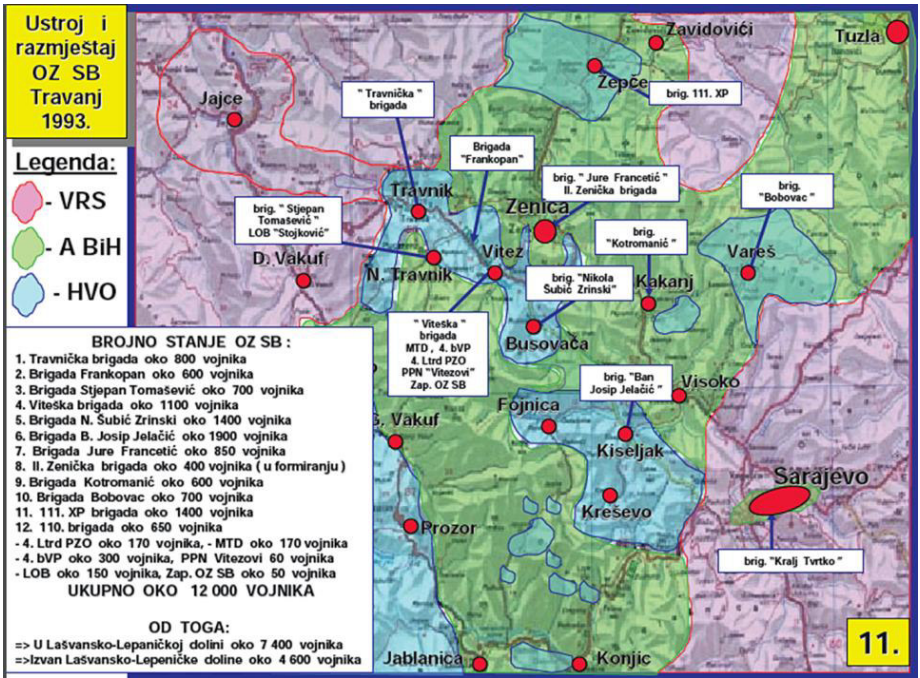 Ustroj i
razmještaj
OZ SB
Travanj
1993.
Legenda:
- VRS
- A BiH
- HVO
Jajce
D. Vakuf
Travnik
N. Travnik
Vitez
Zenica
Busovača
Žepče
Zavidovići
Tuzla
Kakanj
Vareš
Visoko
Fojnica
Kiseljak
Kreševo
Sarajevo
Vakuf
Prozor
Jablanica
Konjic
" Travnička "
brigada
Brigada
"Frankopan"
brig. 111. XP
brig. " Jure Francetić "
II. Zenička brigada
brig.
"Bobovac "
brig. " Stjepan
Tomašević "
LOB "Stojković"
brig.
"Kotromanić "
brig. "Nikola
Šubić Zrinski"
" Viteška "
brigada
MTD , 4. bVP
4. Ltrd PZO
PPN "Vitezovi"
Zap. OZ SB
brig. "Ban
Josip Jelačić "
brig. "Kralj Tvrtko "
BROJNO STANJE OZ SB :
1. Travnička brigada oko 800 vojnika
2. Brigada Frankopan oko 600 vojnika
3. Brigada Stjepan Tomašević oko 700 vojnika
4. Viteška brigada oko 1100 vojnika
5. Brigada N. Šubić Zrinski oko 1400 vojnika
6. Brigada B. Josip Jelačić oko 1900 vojnika
7. Brigada Jure Francetić oko 850 vojnika
8. II. Zenička brigada oko 400 vojnika ( u formiranju )
9. Brigada Kotromanić oko 600 vojnika
10. Brigada Bobovac oko 700 vojnika
11. 111. XP brigada oko 1400 vojnika
12. 110. brigada oko 650 vojnika
- 4. Ltrd PZO oko 170 vojnika, - MTD oko 170 vojnika
- 4. bVP oko 300 vojnika, PPN Vitezovi 60 vojnika
- LOB oko 150 vojnika, Zap. OZ SB oko 50 vojnika
UKUPNO OKO 12 000 VOJNIKA
OD TOGA:
=> U Lašvansko-Lepaničkoj dolini oko 7 400 vojnika
=>Izvan Lašvansko-Lepeničke doline oko 4 600 vojnika
11.